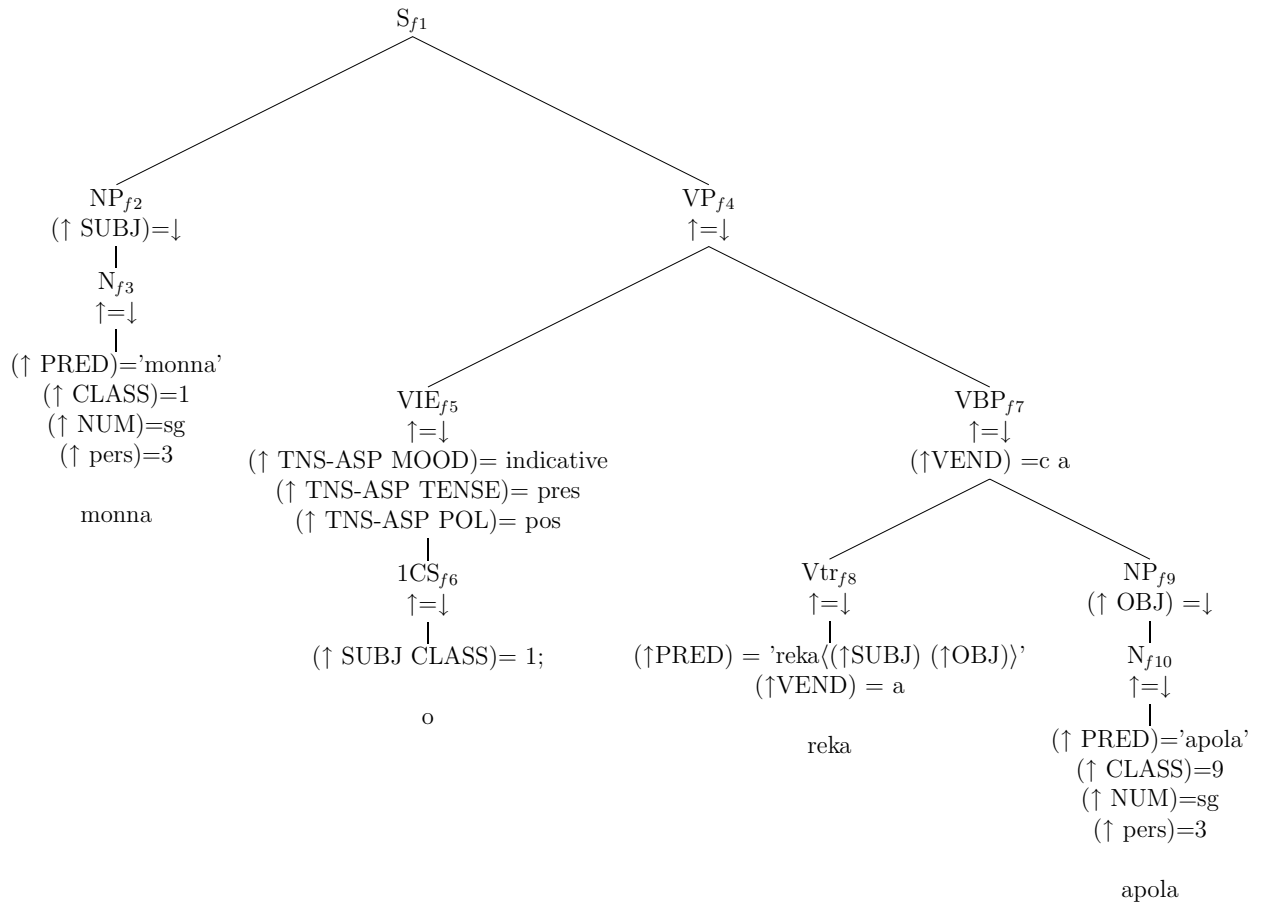 S_{f1}
NP_{f2}
(↑ SUBJ)=↓
N_{f3}
↑=↓
(↑ PRED)='monna'
(↑ CLASS)=1
(↑ NUM)=sg
(↑ pers)=3
monna
VP_{f4}
↑=↓
VIE_{f5}
↑=↓
(↑ TNS-ASP MOOD)= indicative
(↑ TNS-ASP TENSE)= pres
(↑ TNS-ASP POL)= pos
1CS_{f6}
↑=↓
(↑ SUBJ CLASS)= 1;
o
VBP_{f7}
↑=↓
(↑VEND) =c a
Vtr_{f8}
↑=↓
(↑PRED) = 'reka⟨(↑SUBJ) (↑OBJ)⟩'
(↑VEND) = a
reka
NP_{f9}
(↑ OBJ) =↓
N_{f10}
↑=↓
(↑ PRED)='apola'
(↑ CLASS)=9
(↑ NUM)=sg
(↑ pers)=3
apola